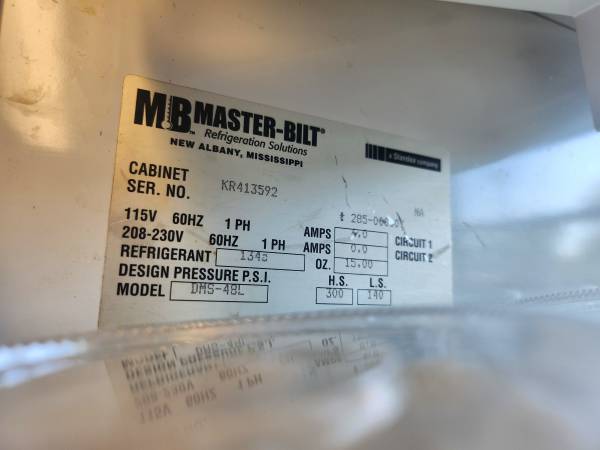 MB MASTER-BILT®
Refrigeration Solutions
NEW ALBANY, MISSISSIPPI
a Standex company
CABINET
SER. NO. KR413592
NA
115V 60HZ 1 PH AMPS 4.0 CIRCUIT 1
208-230V 60HZ 1 PH AMPS 0.0 CIRCUIT 2
REFRIGERANT OZ. 15.00
DESIGN PRESSURE P.S.I. H.S. L.S.
MODEL DMS-48L 300 140